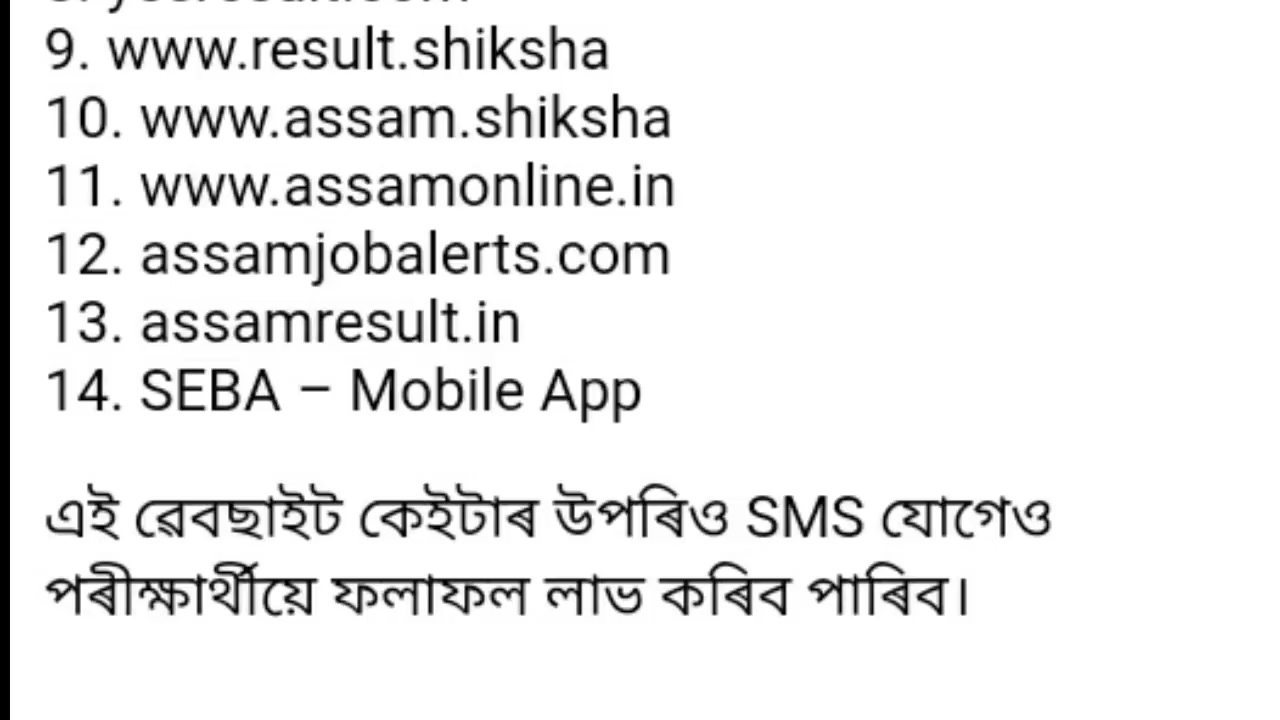 9. www.result.shiksha
10. www.assam.shiksha
11. www.assamonline.in
12. assamjobalerts.com
13. assamresult.in
14. SEBA – Mobile App
এই ৱেবছাইট কেইটাৰ উপৰিও SMS যোগেও
পৰীক্ষাৰ্থীয়ে ফলাফল লাভ কৰিব পাৰিব।